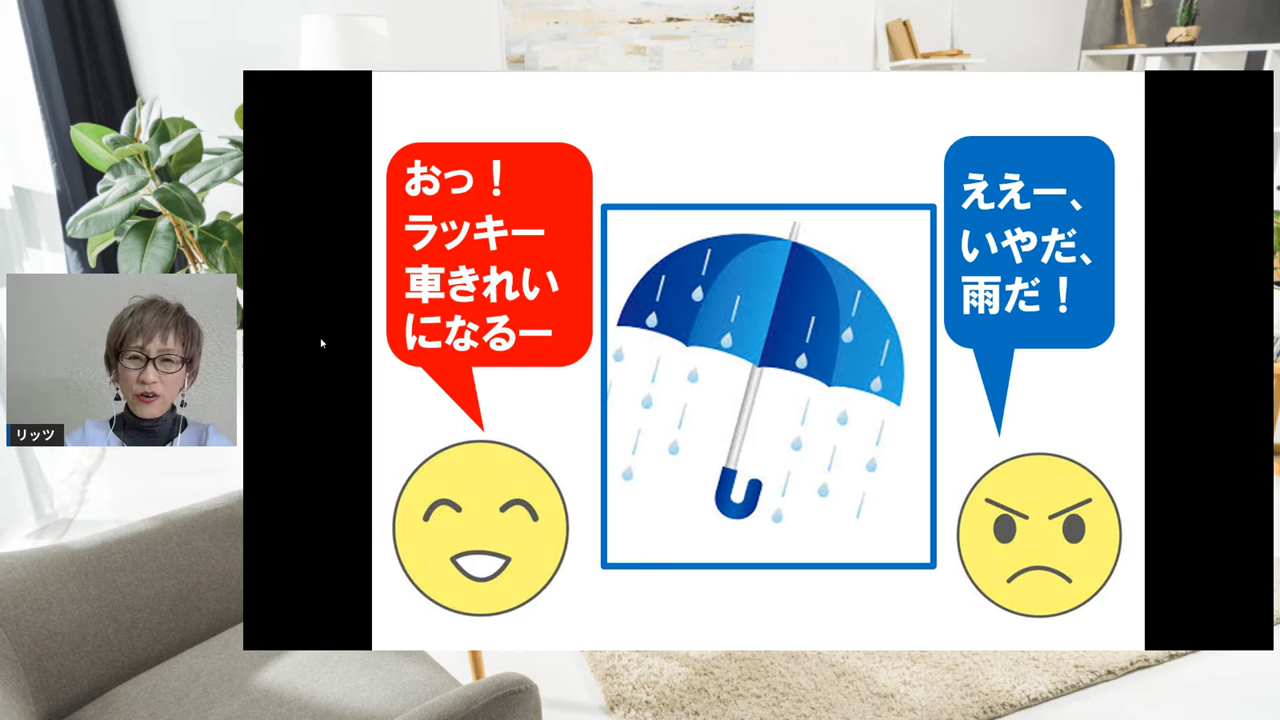 おっ！
ラッキー
車きれい
になるー
ええー、
いやだ、
雨だ！
リッツ